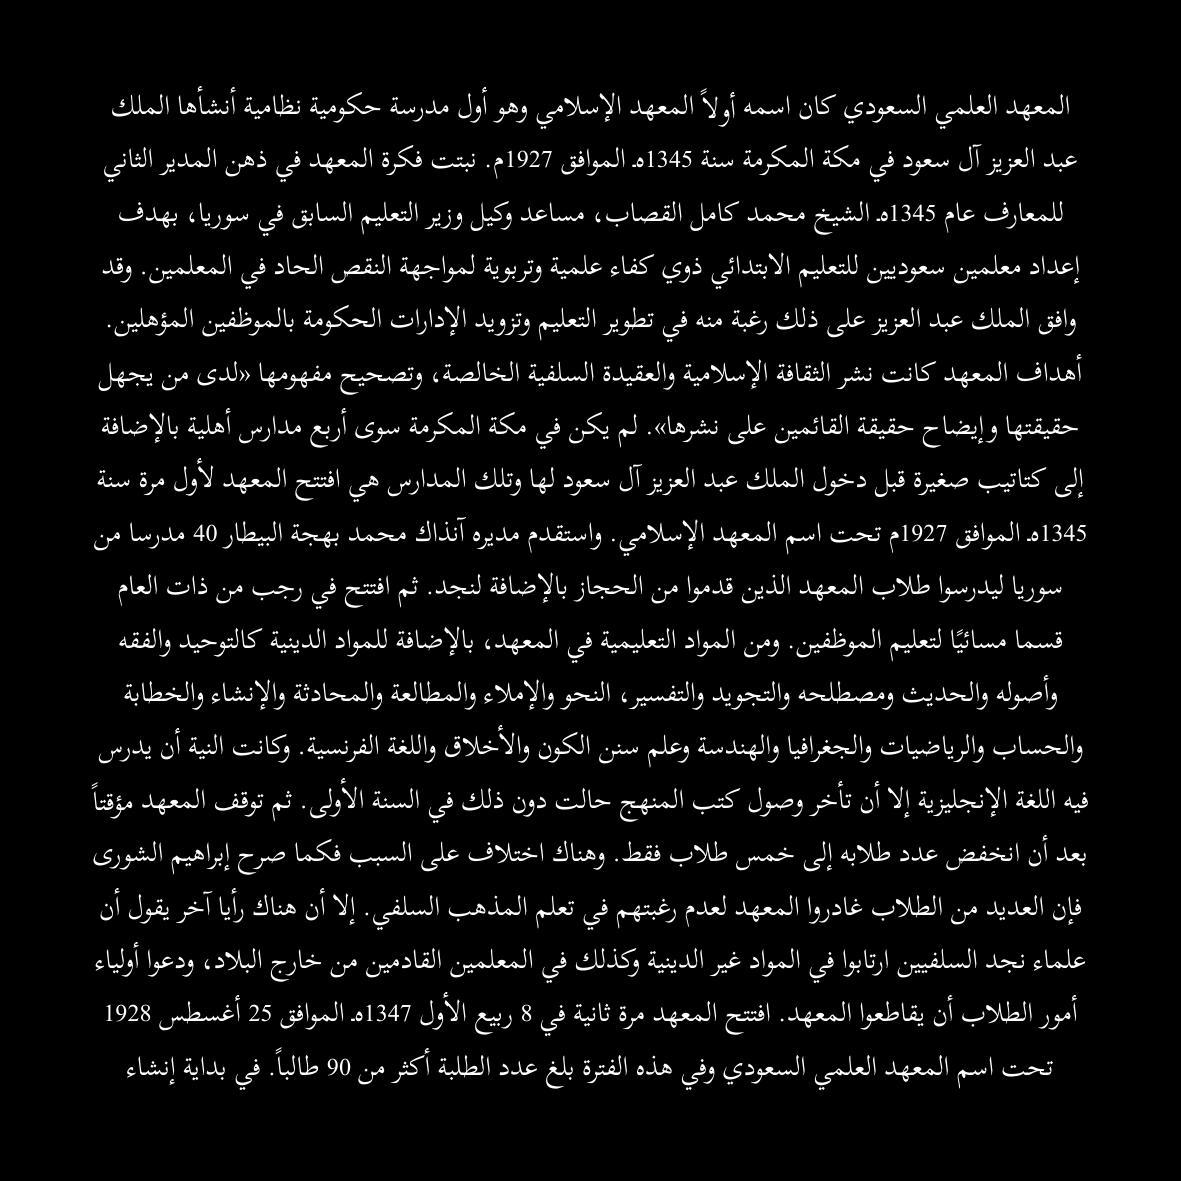 المعهد العلمي السعودي كان اسمه أولاً المعهد الإسلامي وهو أول مدرسة حكومية نظامية أنشأها الملك
عبد العزيز آل سعود في مكة المكرمة سنة 1345هـ الموافق 1927م. نبتت فكرة المعهد في ذهن المدير الثاني
للمعارف عام 1345هـ الشيخ محمد كامل القصاب، مساعد وكيل وزير التعليم السابق في سوريا، بهدف
إعداد معلمين سعوديين للتعليم الابتدائي ذوي كفاء علمية وتربوية لمواجهة النقص الحاد في المعلمين. وقد
وافق الملك عبد العزيز على ذلك رغبة منه في تطوير التعليم وتزويد الإدارات الحكومة بالموظفين المؤهلين.
أهداف المعهد كانت نشر الثقافة الإسلامية والعقيدة السلفية الخالصة، وتصحيح مفهومها «لدى من يجهل
حقيقتها وإيضاح حقيقة القائمين على نشرها». لم يكن في مكة المكرمة سوى أربع مدارس أهلية بالإضافة
إلى كتاتيب صغيرة قبل دخول الملك عبد العزيز آل سعود لها وتلك المدارس هي افتتح المعهد لأول مرة سنة
1345هـ الموافق 1927م تحت اسم المعهد الإسلامي. واستقدم مديره آنذاك محمد بهجة البيطار 40 مدرسا من
سوريا ليدرسوا طلاب المعهد الذين قدموا من الحجاز بالإضافة لنجد. ثم افتتح في رجب من ذات العام
قسما مسائيًا لتعليم الموظفين. ومن المواد التعليمية في المعهد، بالإضافة للمواد الدينية كالتوحيد والفقه
وأصوله والحديث ومصطلحه والتجويد والتفسير، النحو والإملاء والمطالعة والمحادثة والإنشاء والخطابة
والحساب والرياضيات والجغرافيا والهندسة وعلم سنن الكون والأخلاق واللغة الفرنسية. وكانت النية أن يدرس
فيه اللغة الإنجليزية إلا أن تأخر وصول كتب المنهج حالت دون ذلك في السنة الأولى. ثم توقف المعهد مؤقتاً
بعد أن انخفض عدد طلابه إلى خمس طلاب فقط. وهناك اختلاف على السبب فكما صرح إبراهيم الشورى
فإن العديد من الطلاب غادروا المعهد لعدم رغبتهم في تعلم المذهب السلفي. إلا أن هناك رأيا آخر يقول أن
علماء نجد السلفيين ارتابوا في المواد غير الدينية وكذلك في المعلمين القادمين من خارج البلاد، ودعوا أولياء
أمور الطلاب أن يقاطعوا المعهد. افتتح المعهد مرة ثانية في 8 ربيع الأول 1347هـ الموافق 25 أغسطس 1928
تحت اسم المعهد العلمي السعودي وفي هذه الفترة بلغ عدد الطلبة أكثر من 90 طالباً. في بداية إنشاء